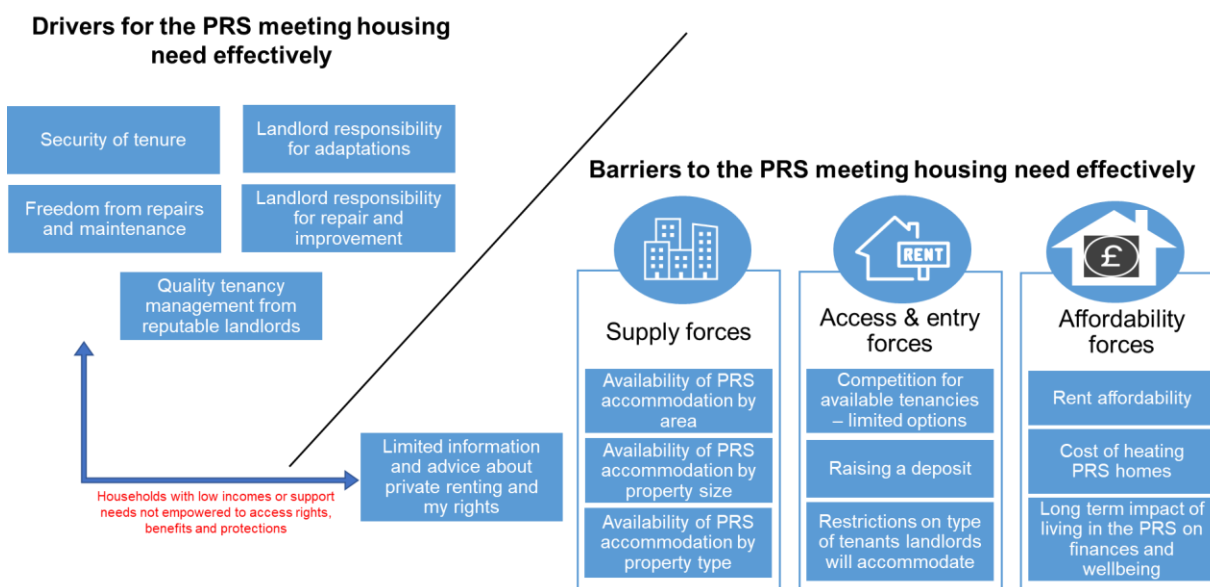 Drivers for the PRS meeting housing
need effectively
Security of tenure
Landlord responsibility
for adaptations
Freedom from repairs
and maintenance
Landlord responsibility
for repair and
improvement
Quality tenancy
management from
reputable landlords
Limited information
and advice about
private renting and
my rights
Households with low incomes or support
needs not empowered to access rights,
benefits and protections
Barriers to the PRS meeting housing need effectively
Supply forces
Availability of PRS
accommodation by
area
Availability of PRS
accommodation by
property size
Availability of PRS
accommodation by
property type
RENT
Access & entry
forces
Competition for
available tenancies
– limited options
Raising a deposit
Restrictions on type
of tenants landlords
will accommodate
£
Affordability
forces
Rent affordability
Cost of heating
PRS homes
Long term impact of
living in the PRS on
finances and
wellbeing